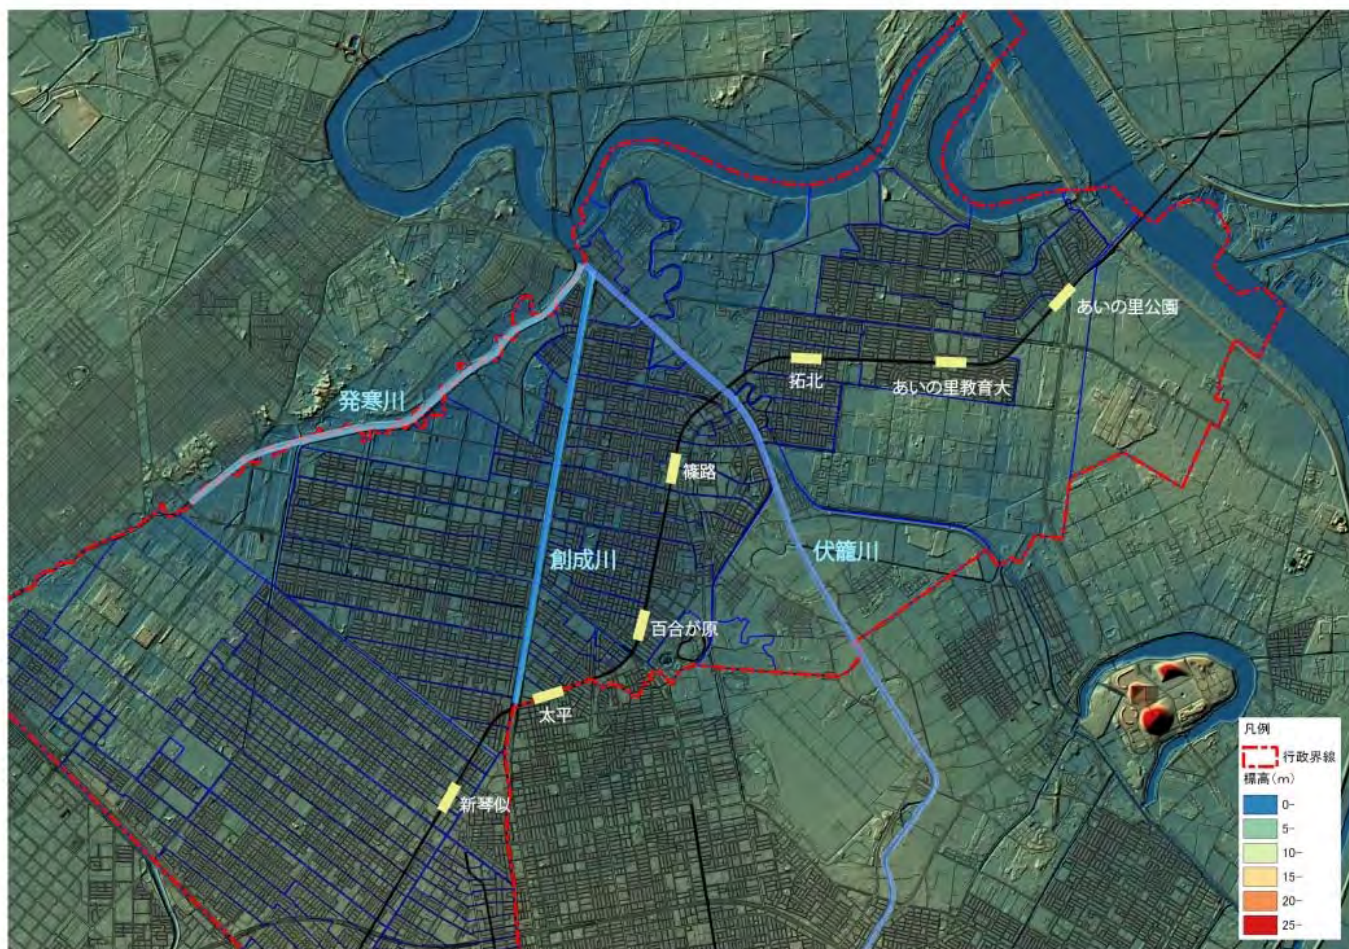 あいの里公園
拓北
あいの里教育大
発寒川
篠路
創成川
伏籠川
百合が原
太平
新琴似
凡例
行政界線
標高(m)
0-
5-
10-
15-
20-
25-